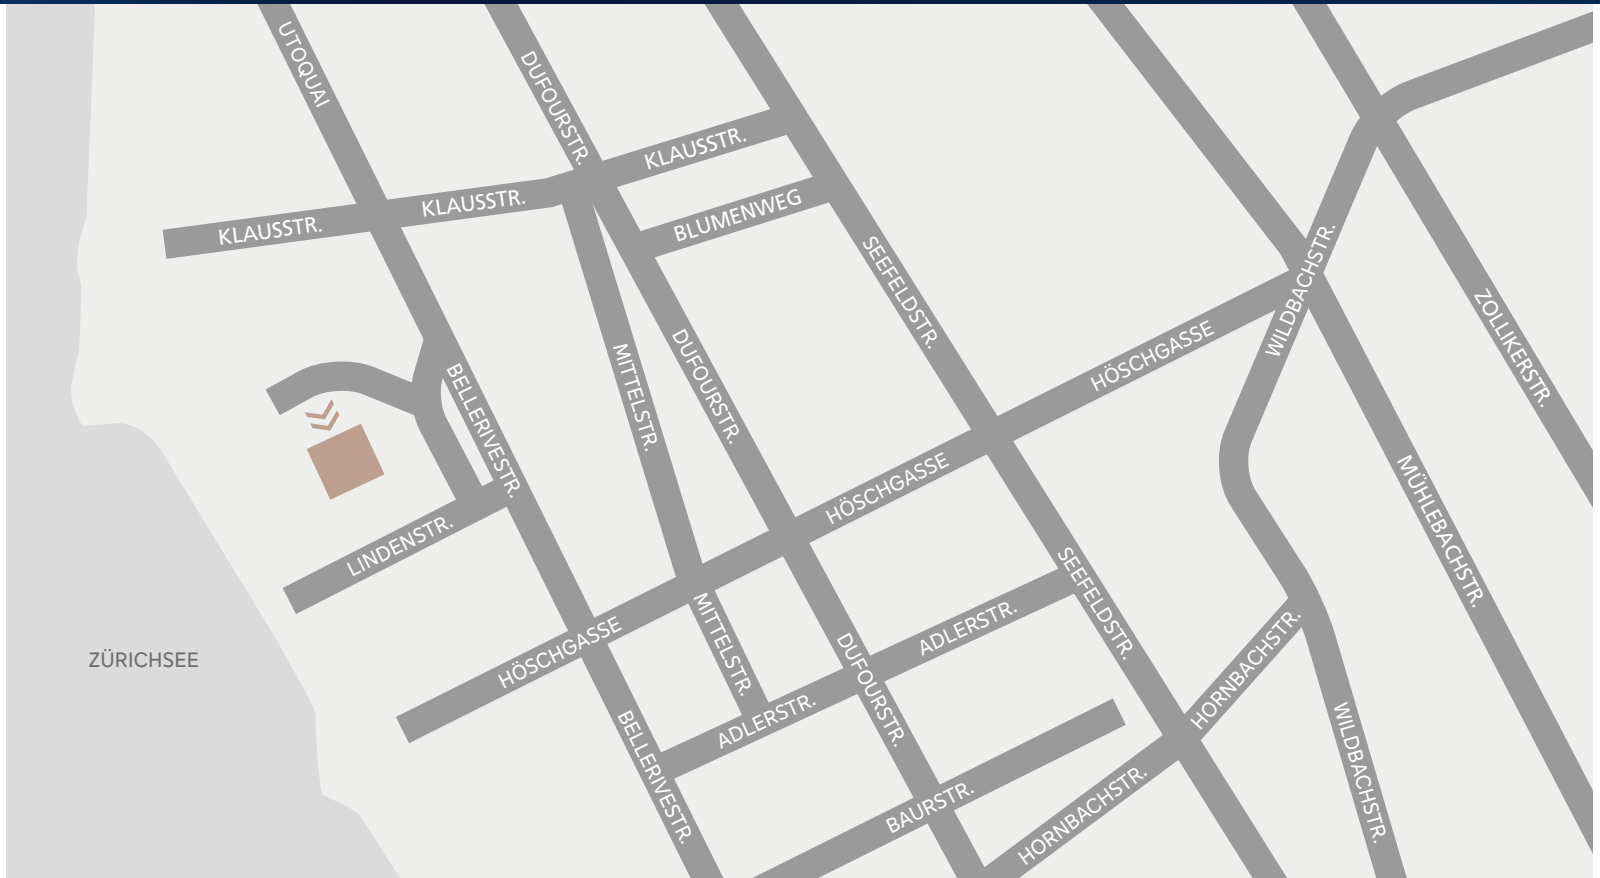 UTOQUAI
DUFOURSTR.
KLAUSSTR.
KLAUSSTR.
KLAUSSTR.
BLUMENWEG
SEEFELDSTR.
WILDBACHSTR.
ZOLLIKERSTR.
HÖSCHGASSE
MITTELSTR.
DUFOURSTR.
BELLERIVESTR.
HÖSCHGASSE
MÜHLEBACHSTR.
LINDENSTR.
SEEFELDSTR.
HÖSCHGASSE
MITTELSTR.
ADLERSTR.
ZÜRICHSEE
DUFOURSTR.
HORNBACHSTR.
ADLERSTR.
BELLERIVESTR.
WILDBACHSTR.
BAURSTR.
HORNBACHSTR.